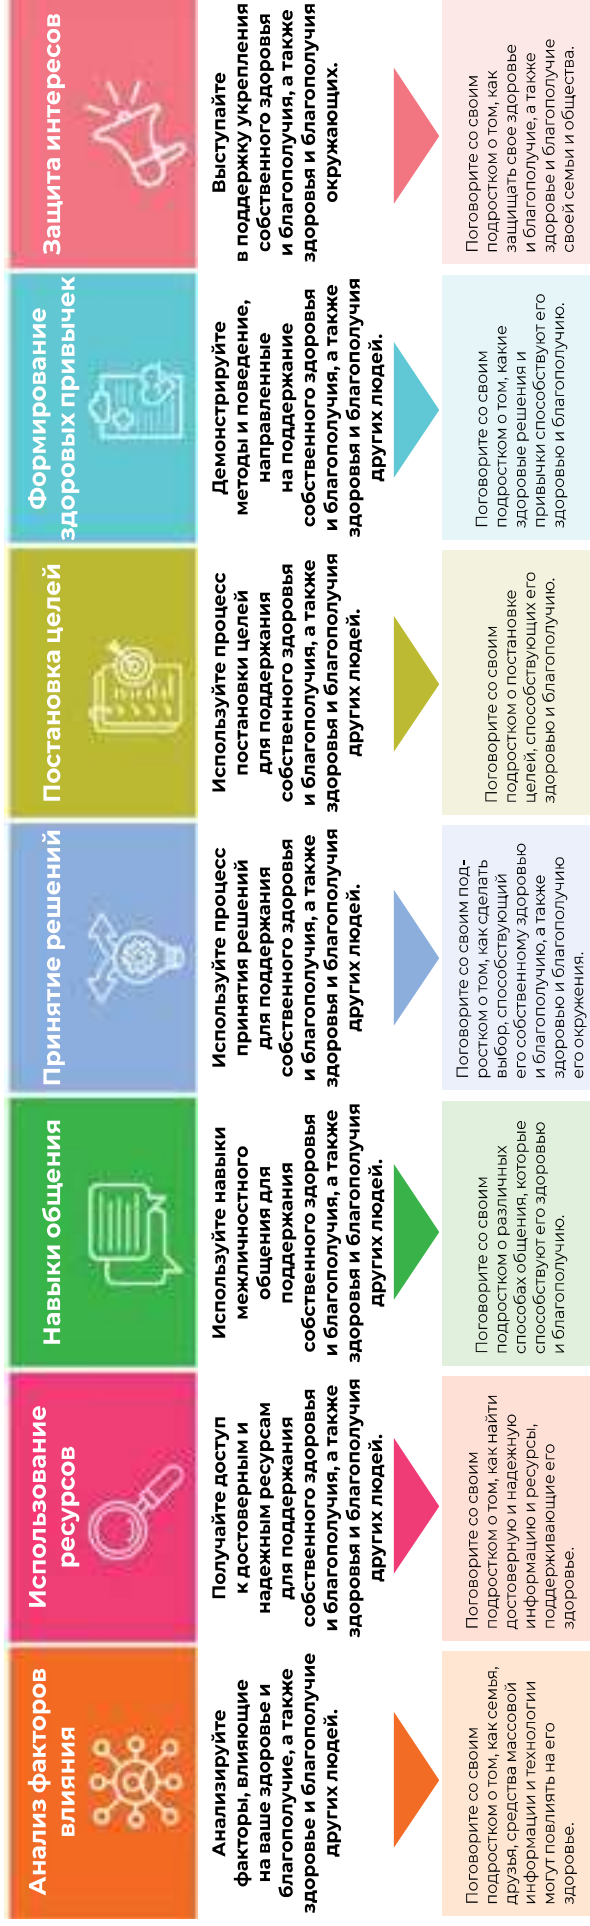 Анализ факторов
влияния
Анализируйте
факторы, влияющие
на ваше здоровье и
благополучие, а также
здоровье и благополучие
других людей.
Поговорите со своим
подростком о том, как семья,
друзья, средства массовой
информации и технологии
могут повлиять на его
здоровье.
Использование
ресурсов
Получайте доступ
к достоверным и
надежным ресурсам
для поддержания
собственного здоровья
и благополучия, а также
здоровья и благополучия
других людей.
Поговорите со своим
подростком о том, как найти
достоверную и надежную
информацию и ресурсы,
поддерживающие его
здоровье.
Навыки общения
Используйте навыки
межличностного
общения для
поддержания
собственного здоровья
и благополучия, а также
здоровья и благополучия
других людей.
Поговорите со своим
подростком о различных
способах общения, которые
способствуют его здоровью
и благополучию.
Принятие решений
Используйте процесс
принятия решений
для поддержания
собственного здоровья
и благополучия, а также
здоровья и благополучия
других людей.
Поговорите со своим под-
ростком о том, как сделать
выбор, способствующий
его собственному здоровью
и благополучию, а также
здоровью и благополучию
его окружения.
Постановка целей
Используйте процесс
постановки целей
для поддержания
собственного здоровья
и благополучия, а также
здоровья и благополучия
других людей.
Поговорите со своим
подростком о постановке
целей, способствующих его
здоровью и благополучию.
Формирование
здоровых привычек
Демонстрируйте
методы и поведение,
направленные
на поддержание
собственного здоровья
и благополучия, а также
здоровья и благополучия
других людей.
Поговорите со своим
подростком о том, какие
здоровые решения и
привычки способствуют его
здоровью и благополучию.
Защита интересов
Выступайте
в поддержку укрепления
собственного здоровья
и благополучия, а также
здоровья и благополучия
окружающих.
Поговорите со своим
подростком о том, как
защищать свое здоровье
и благополучие, а также
здоровье и благополучие
своей семьи и общества.